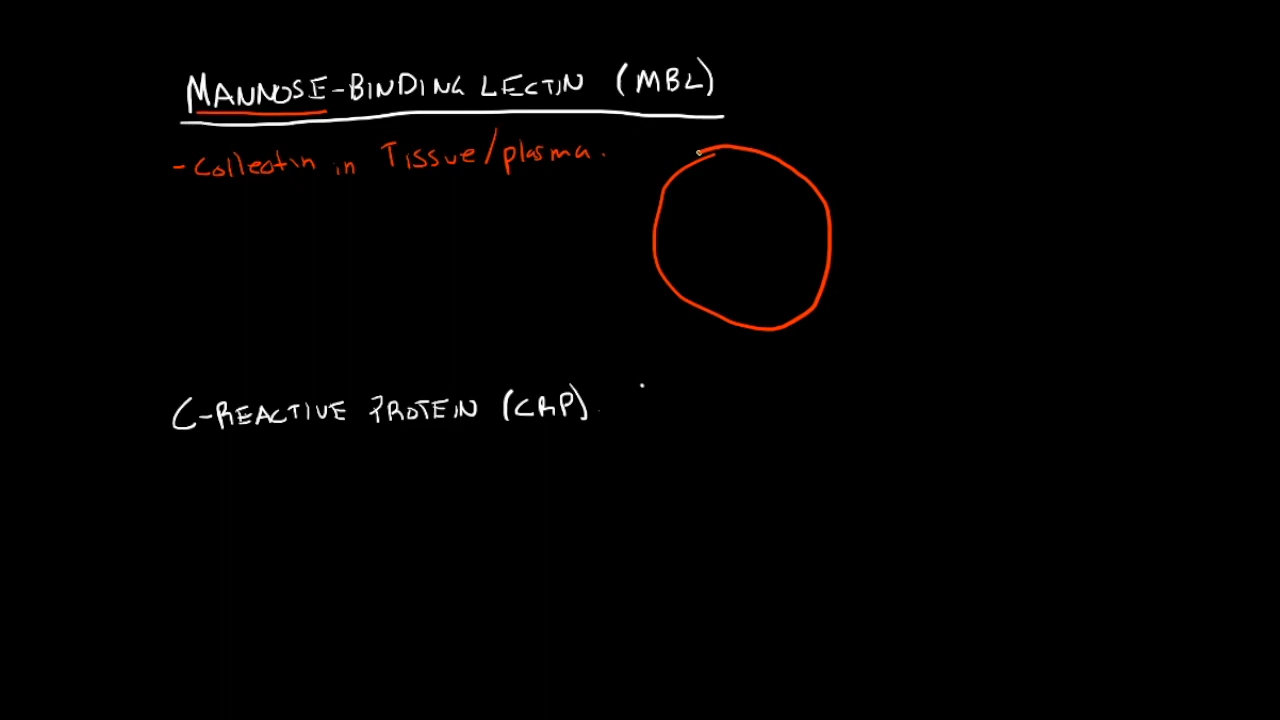 MANNOSE-BINDING LECTIN (MBL)
- Collectin in Tissue/plasma.
C-REACTIVE PROTEIN (CRP).